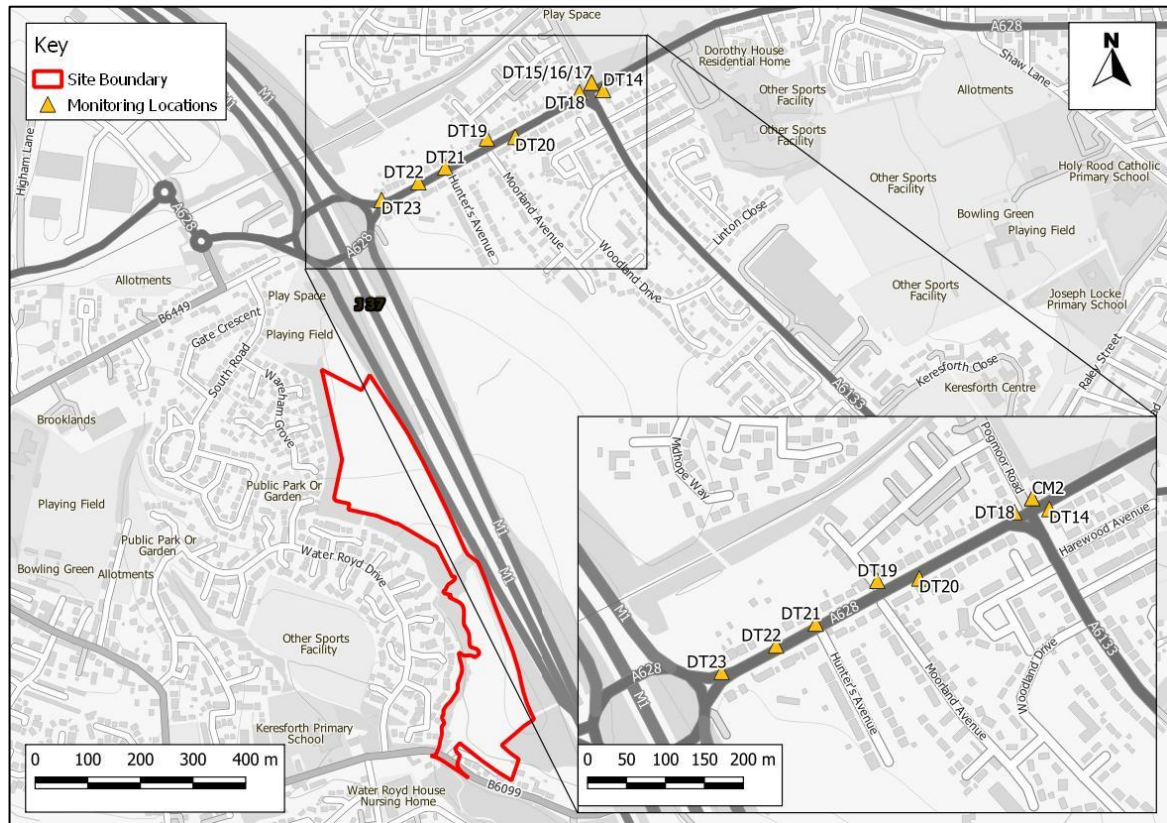 Key
Site Boundary
Monitoring Locations
N
Play Space
A628
Shaw Lane
M1
M1
Dorothy House
Residential Home
DT15/16/17
DT14
DT18
Other Sports
Facility
Allotments
Other Sports
Facility
Higham Lane
DT19
DT20
DT21
DT22
DT23
Hunter's Avenue
Moorland Avenue
Woodland Drive
Linton Close
Other Sports
Facility
Holy Rood Catholic
Primary School
Bowling Green
Playing Field
A628
A628
Allotments
B6449
Play Space
Playing Field
J 37
Gate Crescent
South Road
Wareham Grove
Other Sports
Facility
Joseph Locke
Primary School
Raley Street
Keresforth Close
Keresforth Centre
A6133
Brooklands
Playing Field
Public Park Or
Garden
Public Park Or
Garden
Bowling Green
Allotments
Water Royd Drive
M1
M1
Other Sports
Facility
Keresforth Primary
School
Water Royd House
Nursing Home
B6099
0 100 200 300 400 m
Midhope Way
Pogmoor Road
CM2
DT18
DT14
Harewood Avenue
DT19
DT20
DT21
A628
DT22
DT23
M1
A628
M1
Hunter's Avenue
Moorland Avenue
Woodland Drive
A6133
0 50 100 150 200 m